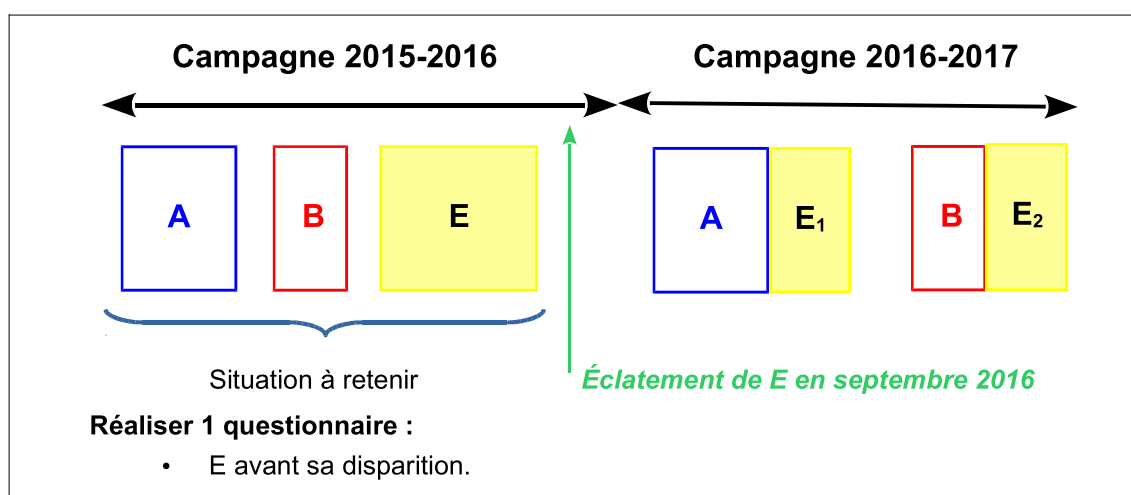 Campagne 2015-2016 Campagne 2016-2017
A B E A E₁ B E₂
Situation à retenir Éclatement de E en septembre 2016
Réaliser 1 questionnaire :
• E avant sa disparition.